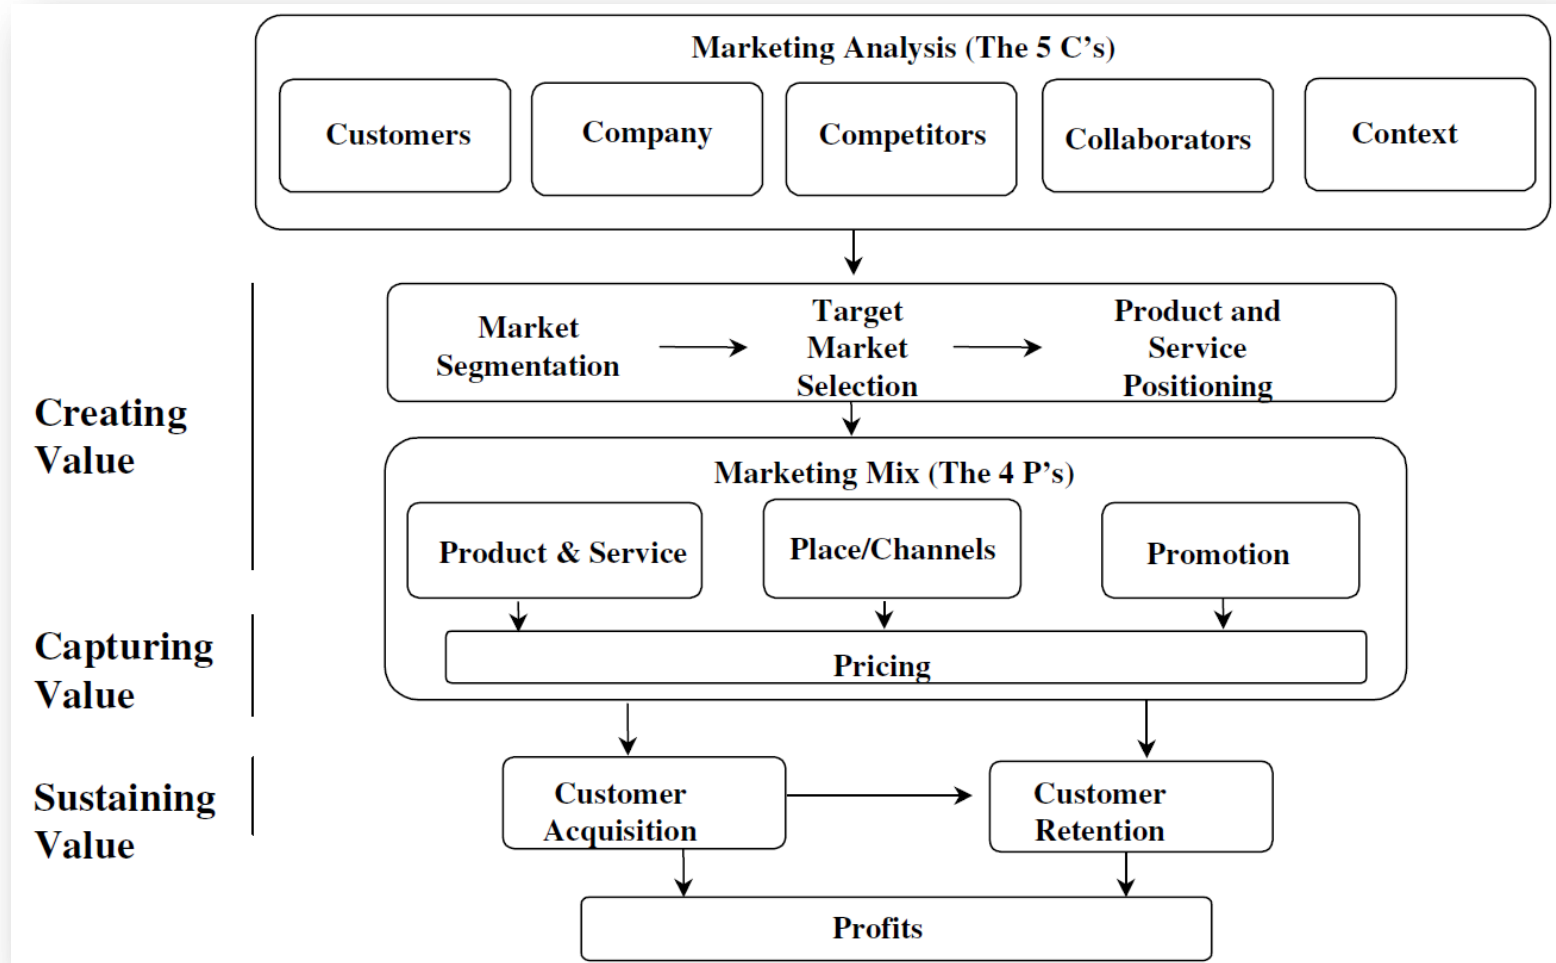 Marketing Analysis (The 5 C's)
Customers
Company
Competitors
Collaborators
Context
Market
Segmentation
Target
Market
Selection
Product and
Service
Positioning
Creating
Value
Marketing Mix (The 4 P's)
Product & Service
Place/Channels
Promotion
Capturing
Value
Pricing
Sustaining
Value
Customer
Acquisition
Customer
Retention
Profits